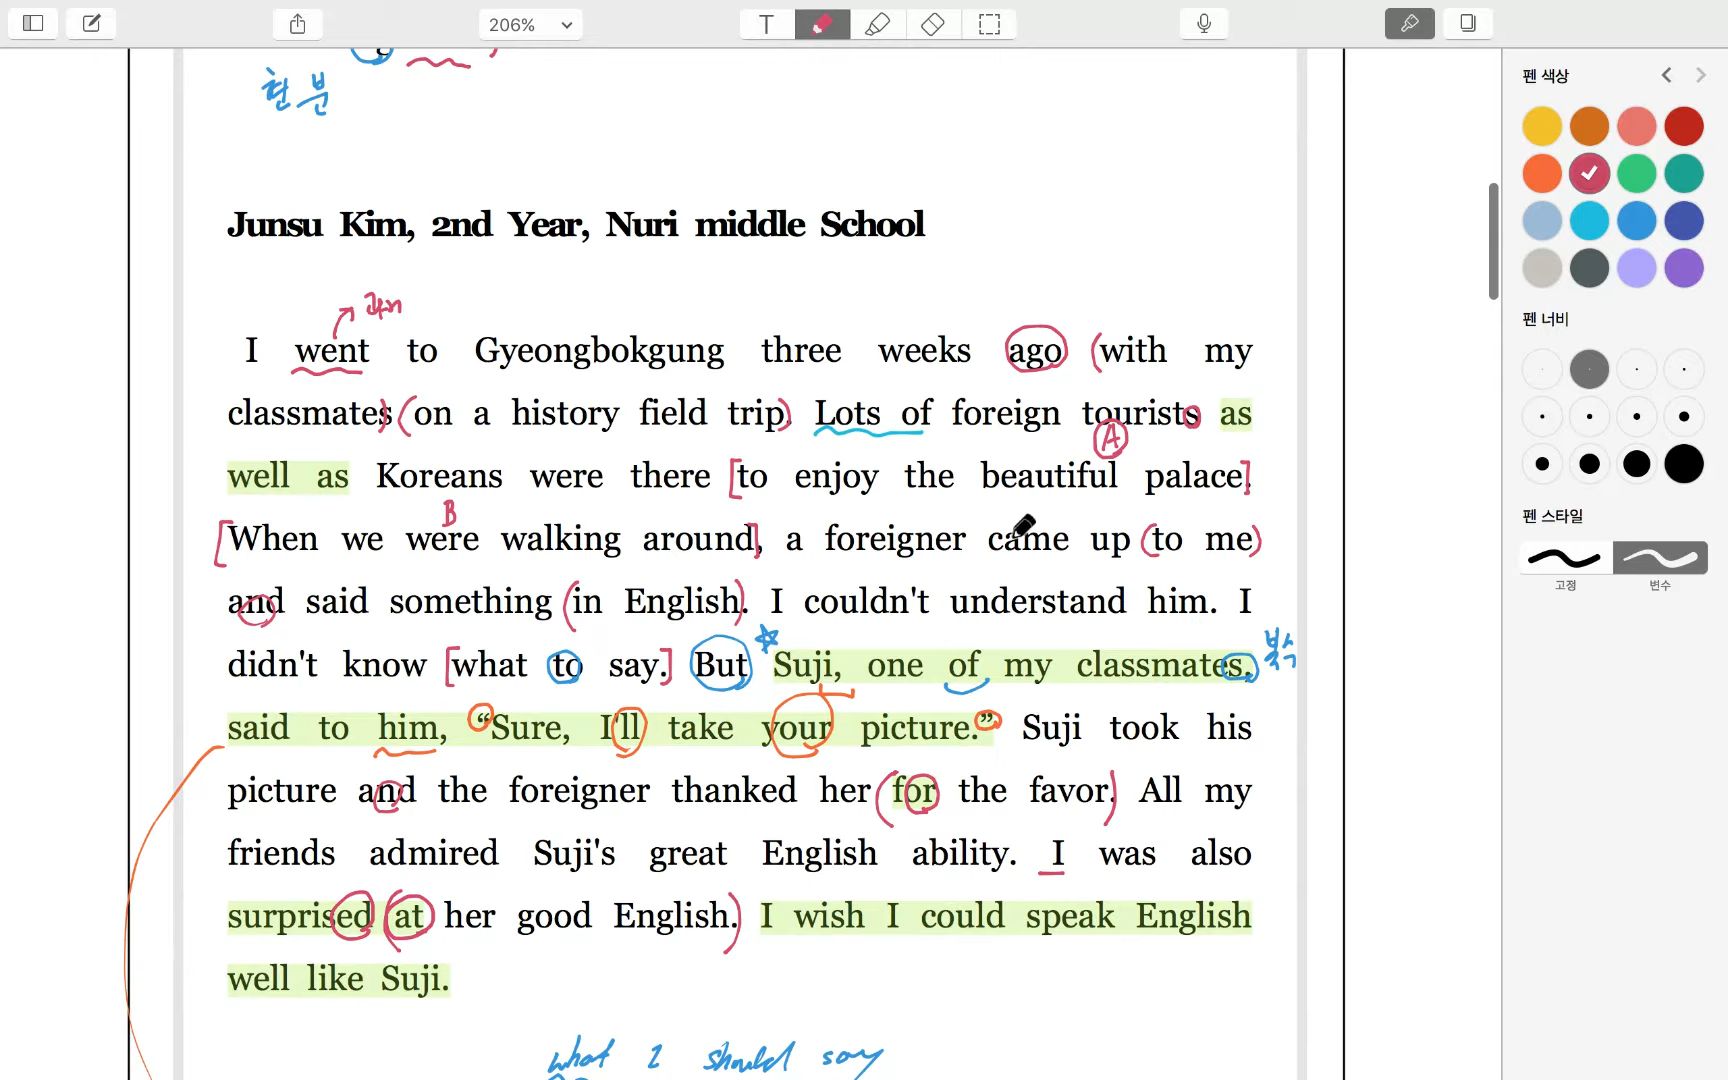 206%
T
펜 색상
현분
Junsu Kim, 2nd Year, Nuri middle School
과거
I went to Gyeongbokgung three weeks ago (with my
classmates) (on a history field trip). Lots of foreign tourists as
A
well as Koreans were there [to enjoy the beautiful palace].
B
[When we were walking around], a foreigner came up (to me)
and said something (in English). I couldn't understand him. I
복수
didn't know [what to say.] But Suji, one of my classmates,
said to him, “Sure, I'll take your picture.” Suji took his
picture and the foreigner thanked her (for the favor.) All my
friends admired Suji's great English ability. I was also
surprised (at her good English.) I wish I could speak English
well like Suji.
what I should say
펜 너비
펜 스타일
고정
변수